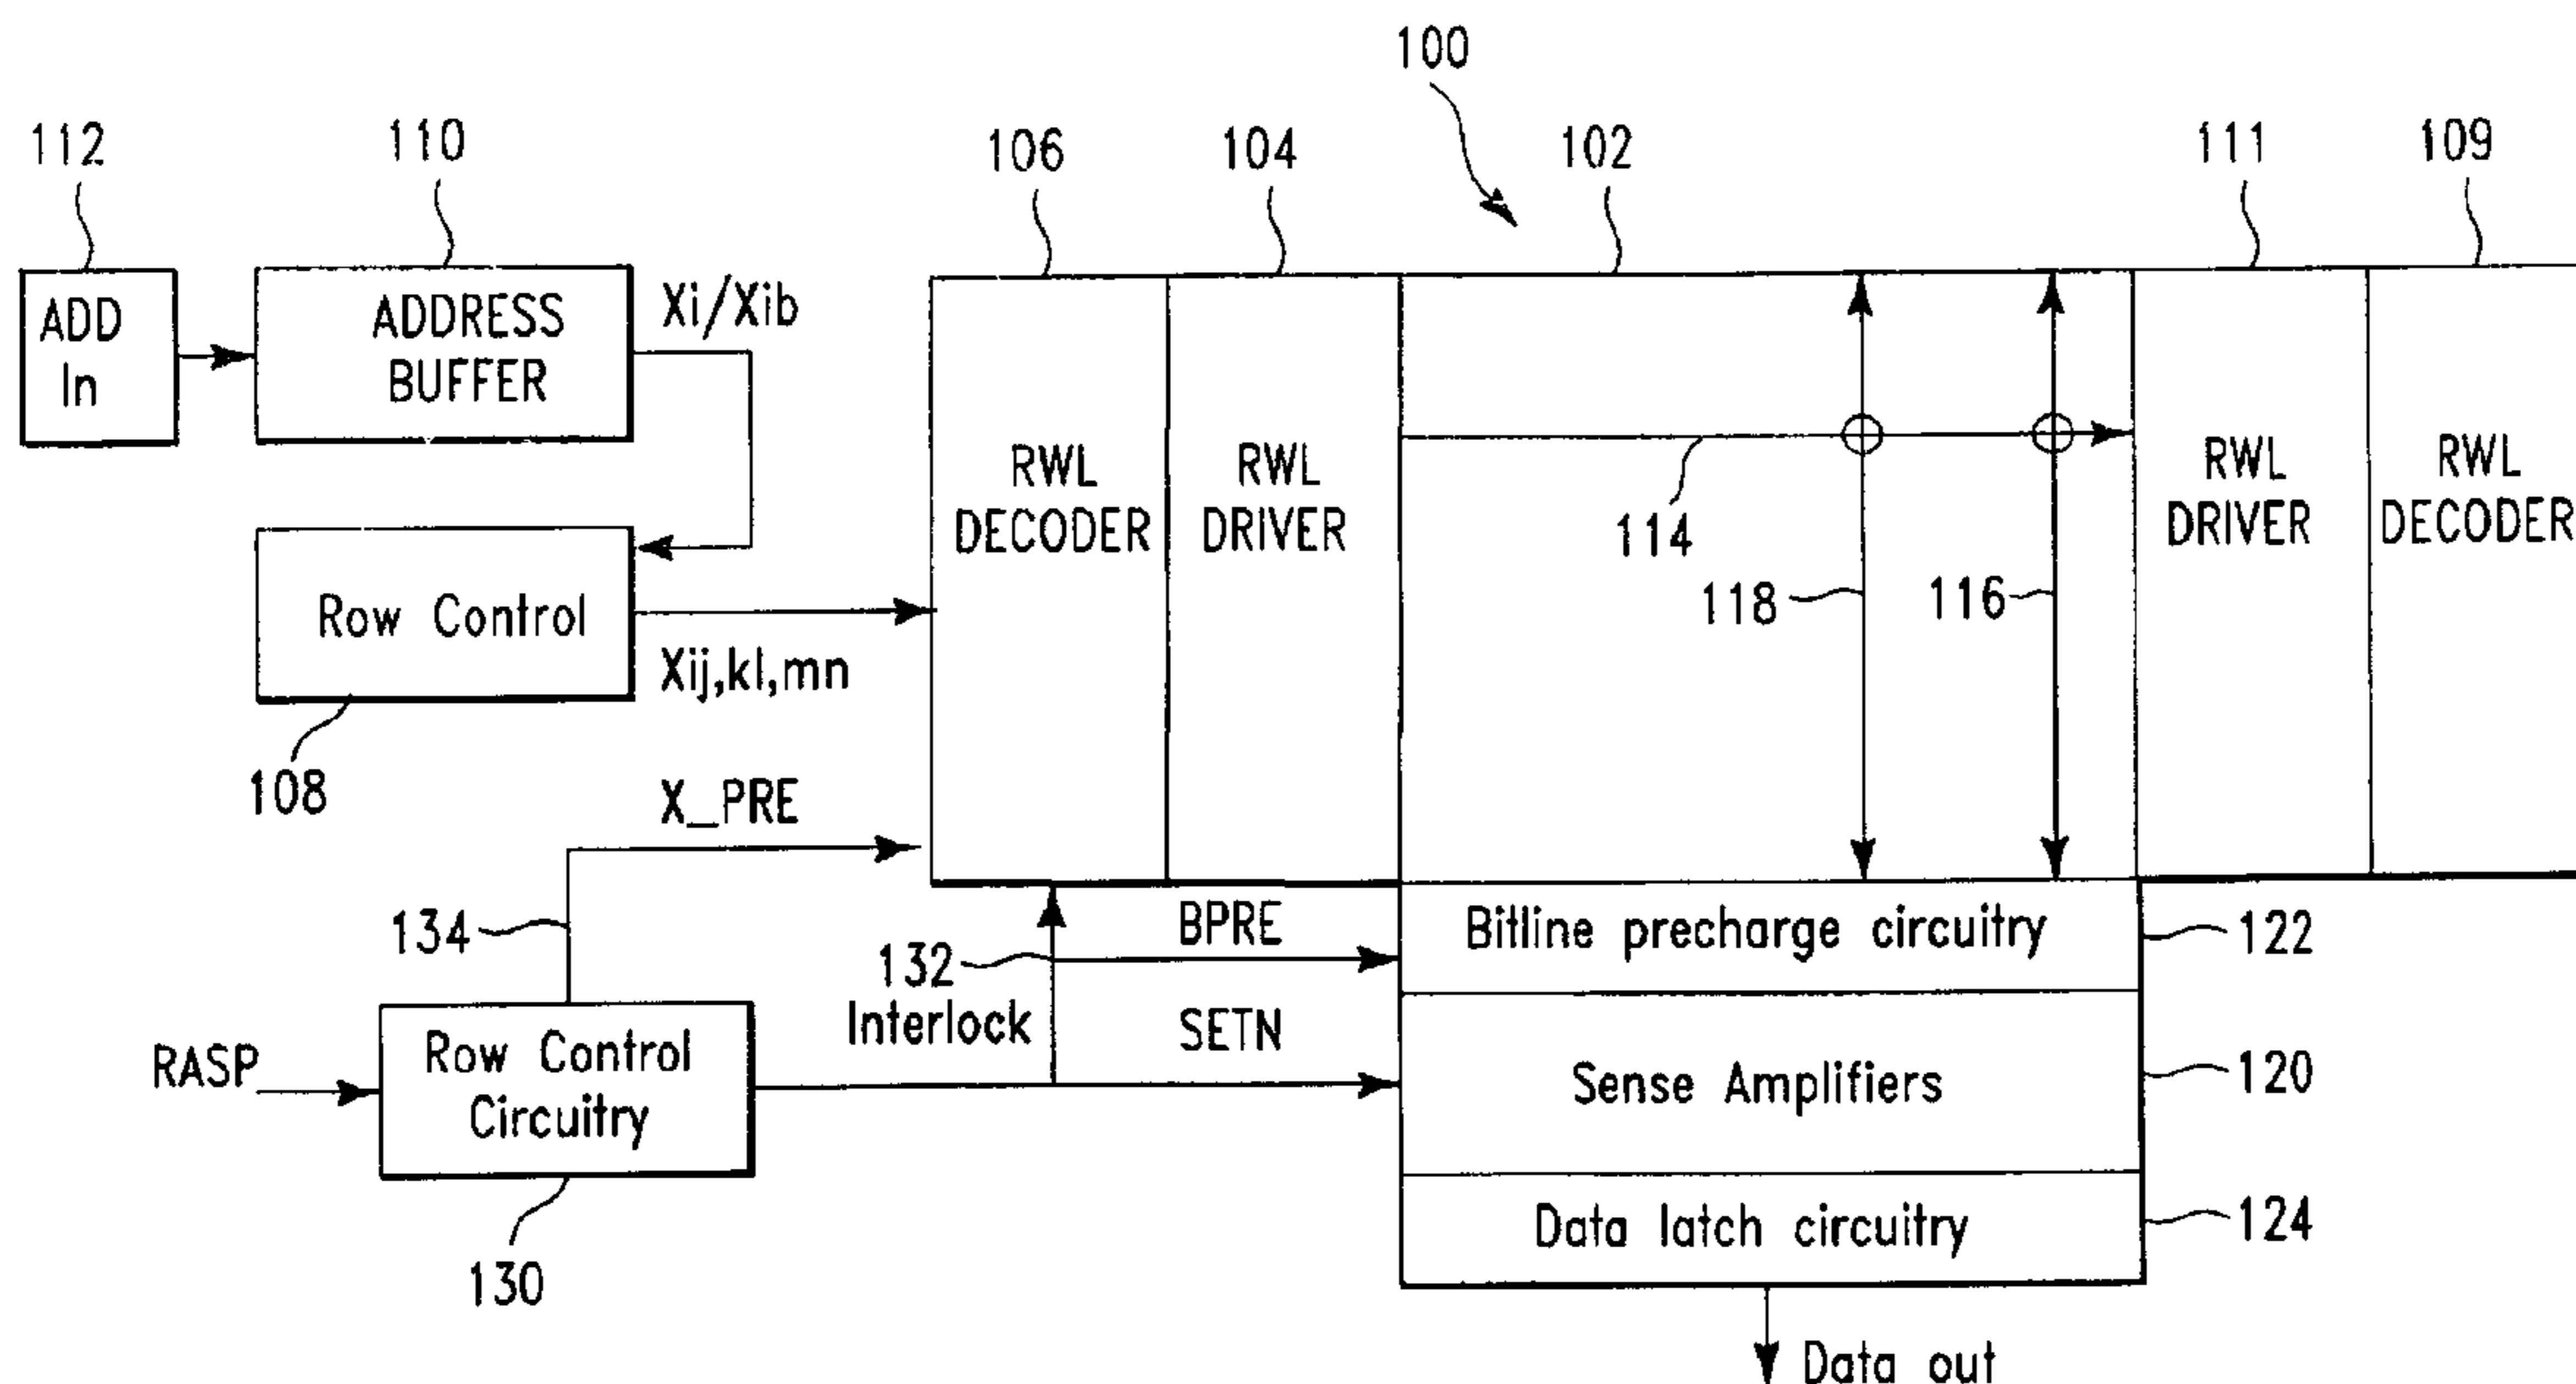 100
112
110
106
104
102
111
109
ADD
In
ADDRESS
BUFFER
Xi/Xib
RWL
DECODER
RWL
DRIVER
RWL
DRIVER
RWL
DECODER
114
118
116
Row Control
Xij,kl,mn
108
X_PRE
134
132
Interlock
BPRE
SETN
Bitline precharge circuitry
122
RASP
Row Control
Circuitry
130
Sense Amplifiers
120
Data latch circuitry
124
Data out